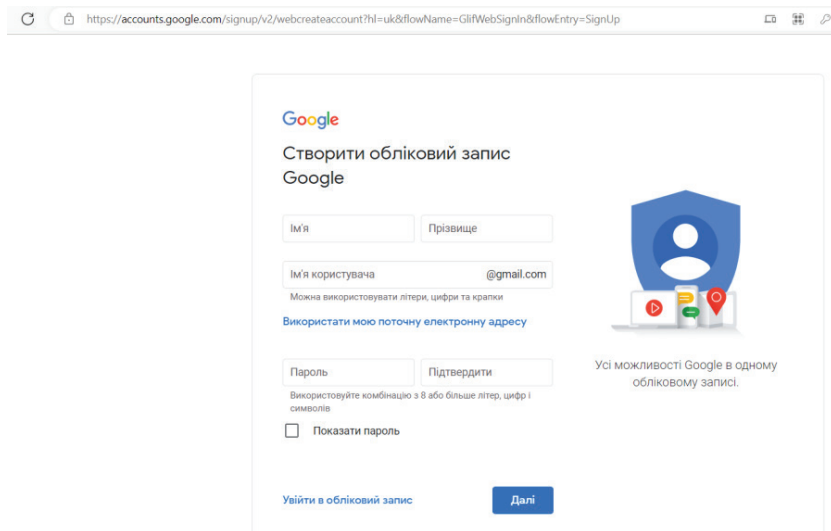 https://accounts.google.com/signup/v2/webcreateaccount?hl=uk&flowName=GlifWebSignIn&flowEntry=SignUp
Google
Створити обліковий запис
Google
Ім'я
Прізвище
Ім'я користувача @gmail.com
Можна використовувати літери, цифри та крапки
Використати мою поточну електронну адресу
Пароль
Підтвердити
Використовуйте комбінацію з 8 або більше літер, цифр і
символів
Показати пароль
Увійти в обліковий запис
Далі
Усі можливості Google в одному
обліковому записі.